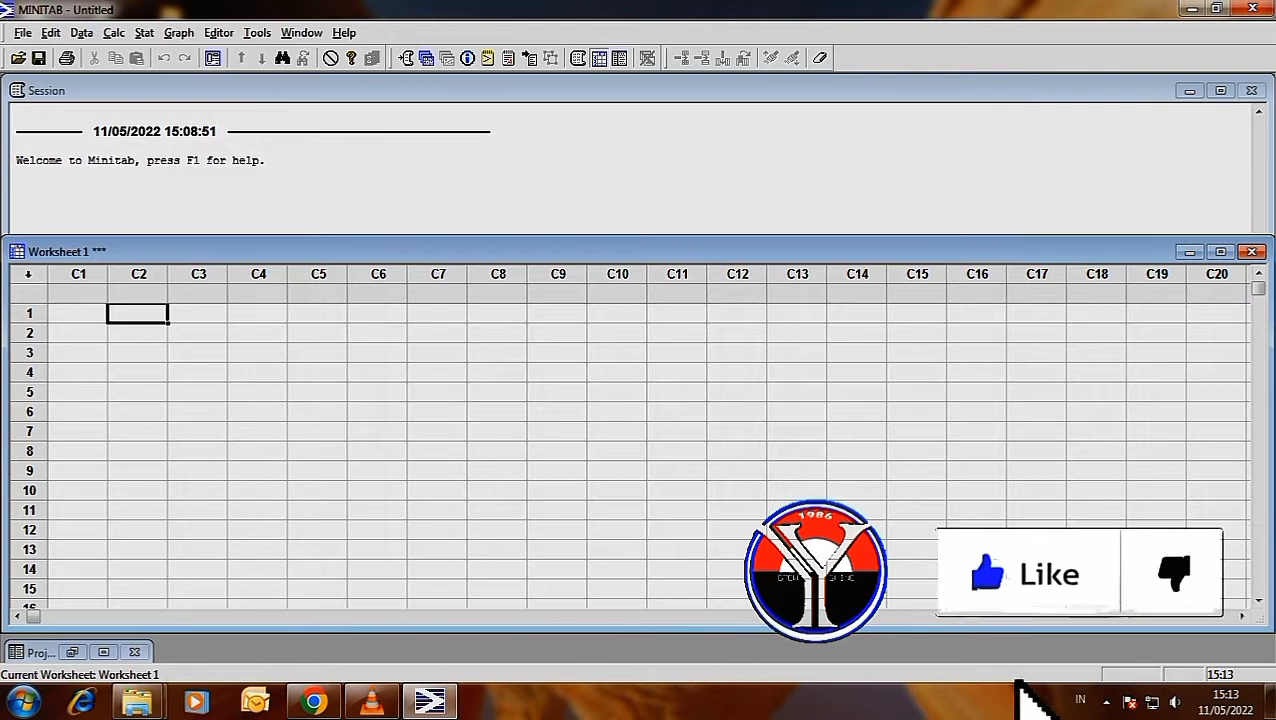 MINITAB - Untitled
File Edit Data Calc Stat Graph Editor Tools Window Help
Session
11/05/2022 15:08:51
Welcome to Minitab, press F1 for help.
Worksheet 1 ***
C1 C2 C3 C4 C5 C6 C7 C8 C9 C10 C11 C12 C13 C14 C15 C16 C17 C18 C19 C20
1
2
3
4
5
6
7
8
9
10
11
12
13
14
15
16
1986
Like
Proj...
Current Worksheet: Worksheet 1
15:13
IN
15:13
11/05/2022